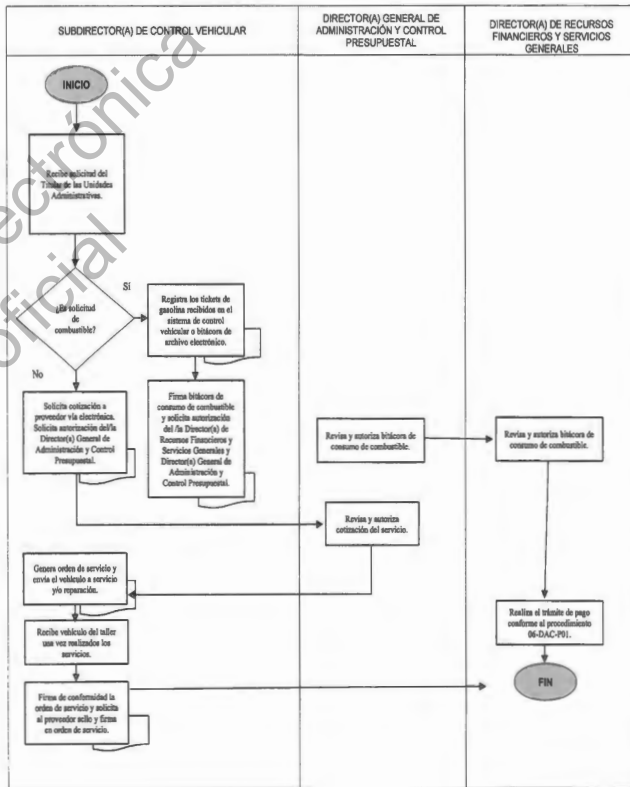 SUBDIRECTOR(A) DE CONTROL VEHICULAR
DIRECTOR(A) GENERAL DE
ADMINISTRACIÓN Y CONTROL
PRESUPUESTAL
DIRECTOR(A) DE RECURSOS
FINANCIEROS Y SERVICIOS
GENERALES
INICIO
Recibe solicitud del
Titular de las Unidades
Administrativas.
¿Es solicitud
de
combustible?
Sí
No
Registra los tickets de
gasolina recibidos en el
sistema de control
vehicular o bitácora de
archivo electrónico.
Solicita cotización a
proveedor vía electrónica.
Solicita autorización del/la
Director(a) General de
Administración y Control
Presupuestal.
Firma bitácora de
consumo de combustible
y solicita autorización
del /la Director(a) de
Recursos Financieros y
Servicios Generales y
Director(a) General de
Administración y
Control Presupuestal.
Revisa y autoriza bitácora de
consumo de combustible.
Revisa y autoriza bitácora de
consumo de combustible.
Revisa y autoriza
cotización del servicio.
Genera orden de servicio y
envía el vehículo a servicio
y/o reparación.
Recibe vehículo del taller
una vez realizados los
servicios.
Firma de conformidad la
orden de servicio y solicita
al proveedor sello y firma
en orden de servicio.
Realiza el trámite de pago
conforme al procedimiento
06-DAC-P01.
FIN
ectrónica
oficial